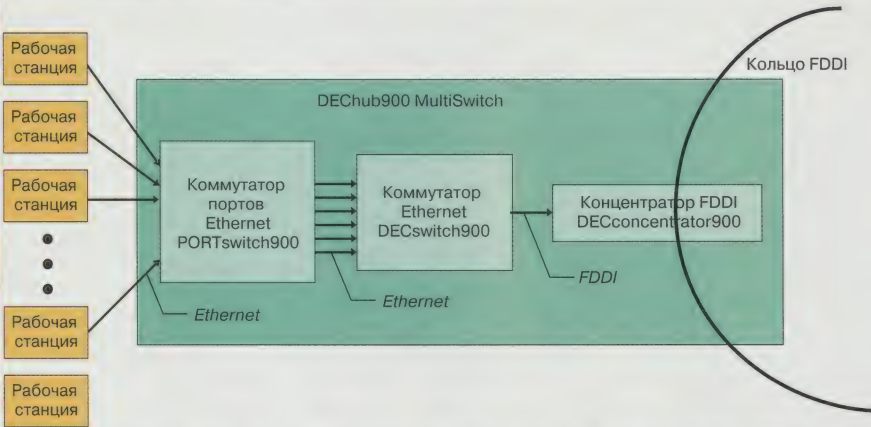 Рабочая
станция
Рабочая
станция
Рабочая
станция
Рабочая
станция
Рабочая
станция
DEChub900 MultiSwitch
Кольцо FDDI
Коммутатор
портов
Ethernet
PORTswitch900
Коммутатор
Ethernet
DECswitch900
Концентратор FDDI
DECconcentrator900
Ethernet
Ethernet
FDDI